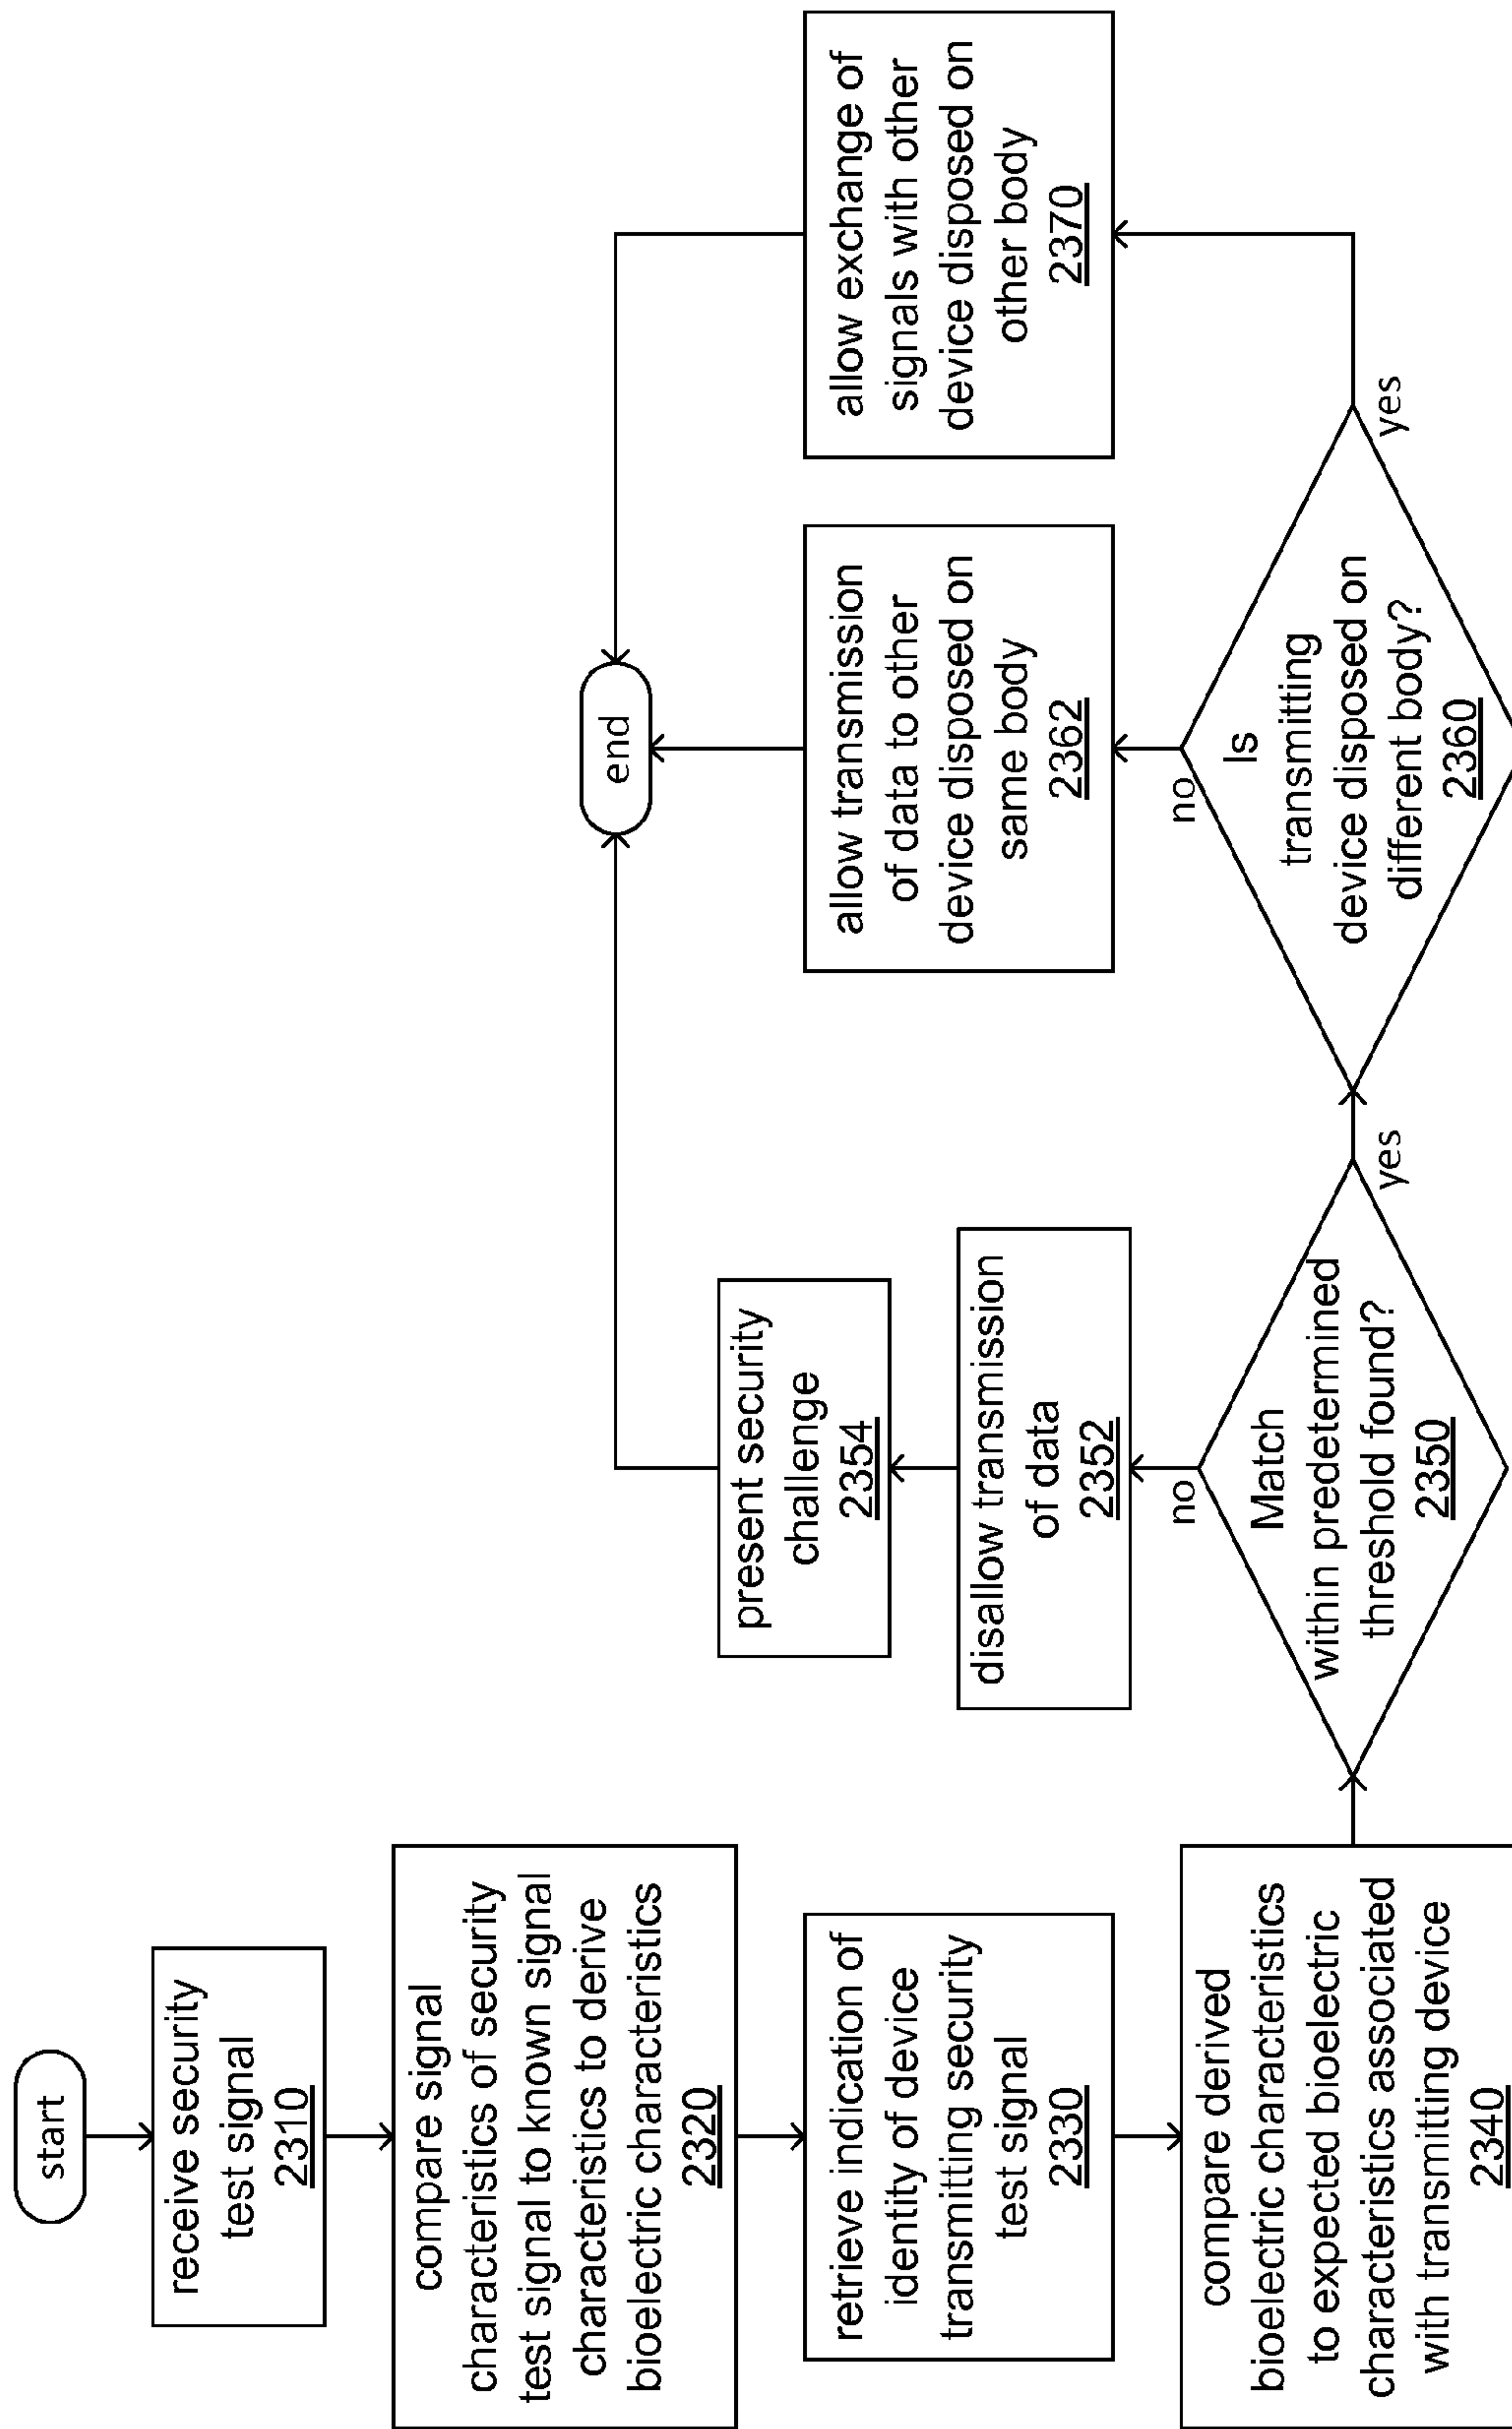 start
receive security
test signal
2310
compare signal
characteristics of security
test signal to known signal
characteristics to derive
bioelectric characteristics
2320
retrieve indication of
identity of device
transmitting security
test signal
2330
compare derived
bioelectric characteristics
to expected bioelectric
characteristics associated
with transmitting device
2340
Match
within predetermined
threshold found?
2350
no
yes
disallow transmission
of data
2352
present security
challenge
2354
Is
transmitting
device disposed on
different body?
2360
no
yes
allow transmission
of data to other
device disposed on
same body
2362
allow exchange of
signals with other
device disposed on
other body
2370
end